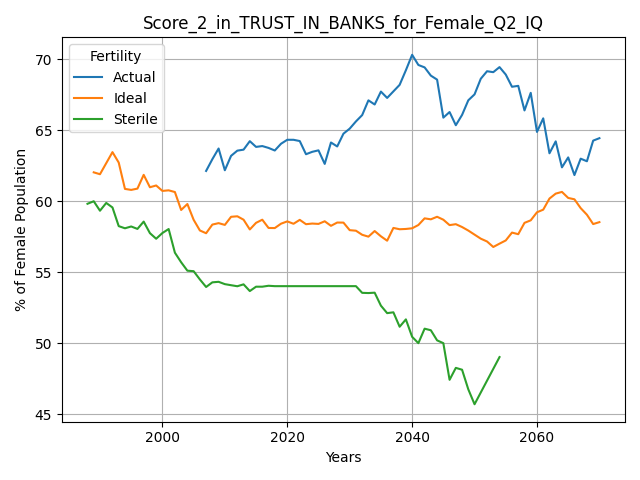 Score_2_in_TRUST_IN_BANKS_for_Female_Q2_IQ
Fertility
Actual
Ideal
Sterile
% of Female Population
70
65
60
55
50
45
2000 2020 2040 2060
Years